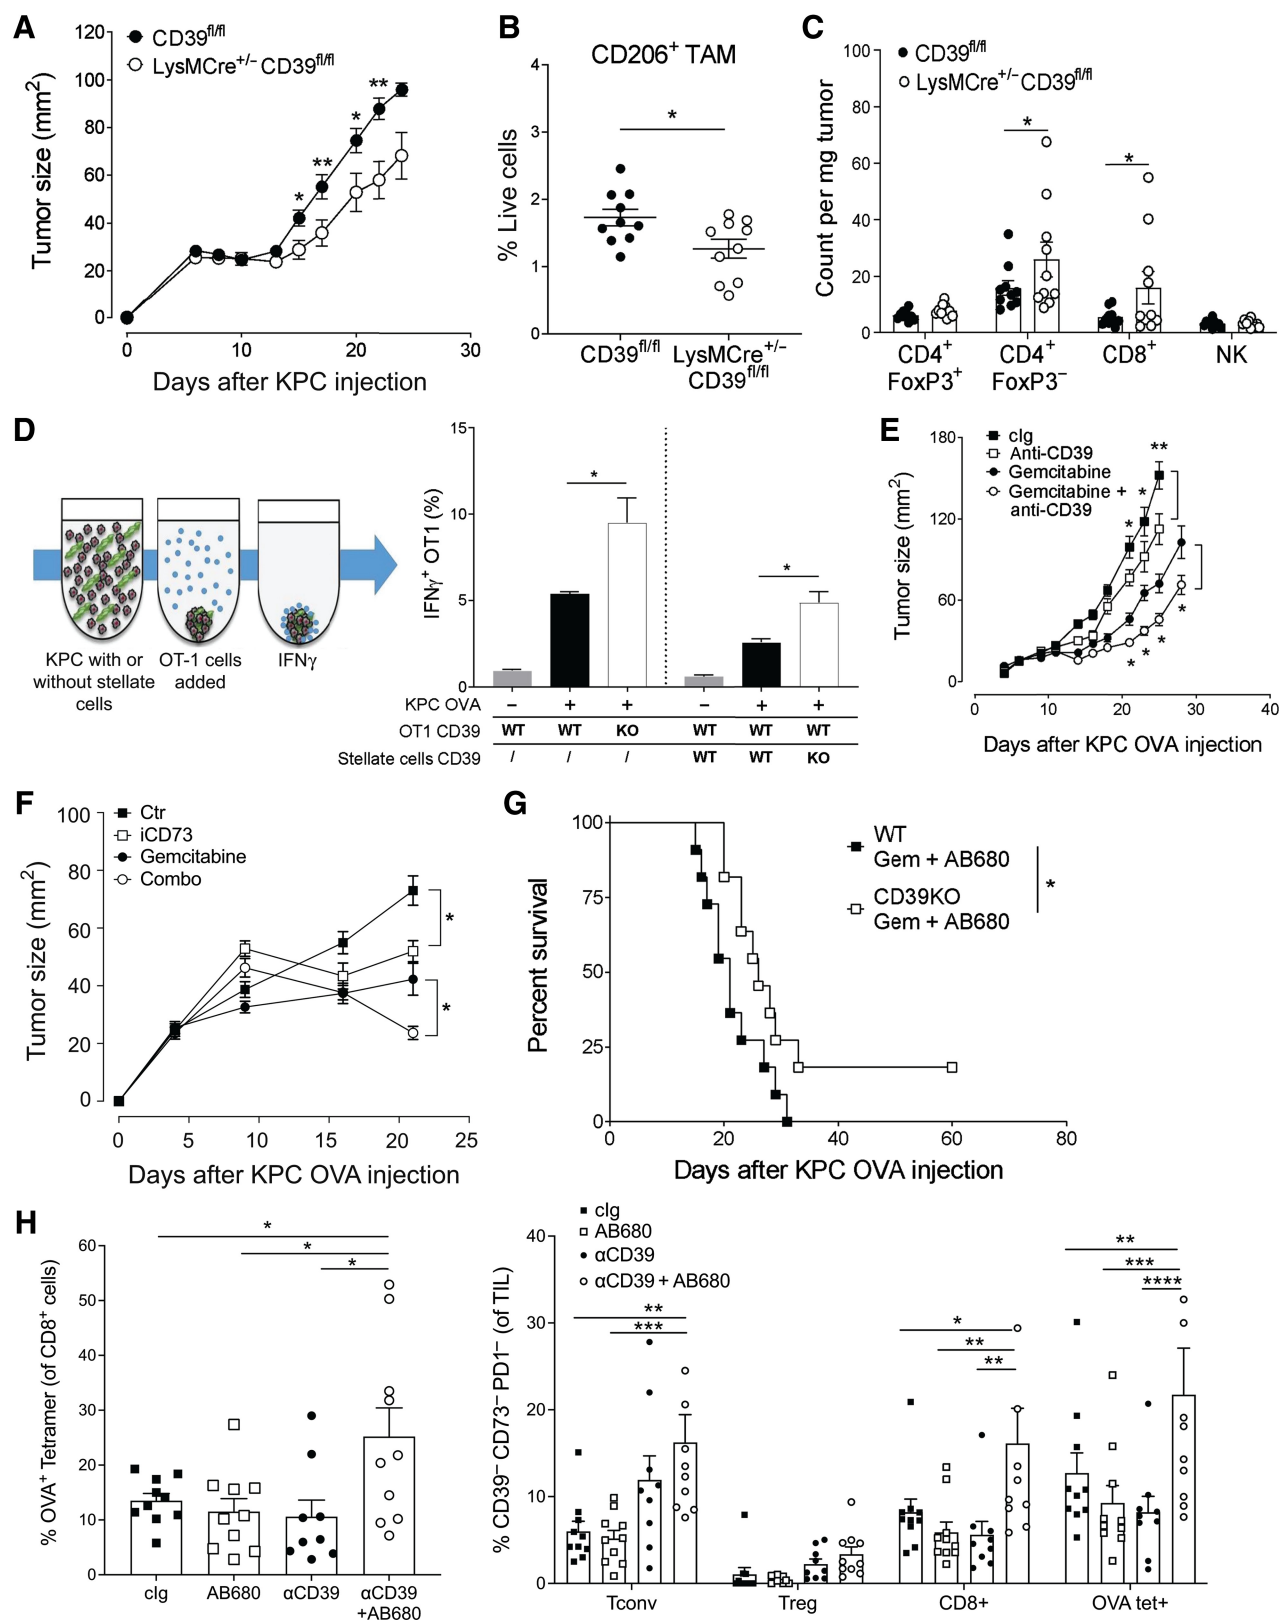 A
CD39fl/fl
LysMCre+/– CD39fl/fl
Tumor size (mm2)
120
100
80
60
40
20
0
* ** * **
0 10 20 30
Days after KPC injection
B
CD206+ TAM
% Live cells
4
3
2
1
0
*
CD39fl/fl LysMCre+/–
CD39fl/fl
C
CD39fl/fl
LysMCre+/– CD39fl/fl
Count per mg tumor
100
80
60
40
20
0
* *
CD4+ CD4+ CD8+ NK
FoxP3+ FoxP3–
D
KPC with or
without stellate
cells
OT-1 cells
added
IFNγ
IFNγ+ OT1 (%)
15
10
5
0
* *
KPC OVA – + + – + +
OT1 CD39 WT WT KO WT WT WT
Stellate cells CD39 / / / WT WT KO
E
cIg
Anti-CD39
Gemcitabine
Gemcitabine +
anti-CD39
Tumor size (mm2)
180
120
60
0
* * **
* * * *
0 10 20 30 40
Days after KPC OVA injection
F
Ctr
iCD73
Gemcitabine
Combo
Tumor size (mm2)
100
80
60
40
20
0
*
*
0 5 10 15 20 25
Days after KPC OVA injection
G
WT
Gem + AB680
CD39KO
Gem + AB680
*
Percent survival
100
75
50
25
0
0 20 40 60 80
Days after KPC OVA injection
H
% OVA+ Tetramer (of CD8+ cells)
60
50
40
30
20
10
0
*
*
*
cIg AB680 αCD39 αCD39
+AB680
cIg
AB680
αCD39
αCD39 + AB680
% CD39– CD73– PD1– (of TIL)
40
30
20
10
0
**
***
*
**
**
**
***
****
Tconv Treg CD8+ OVA tet+